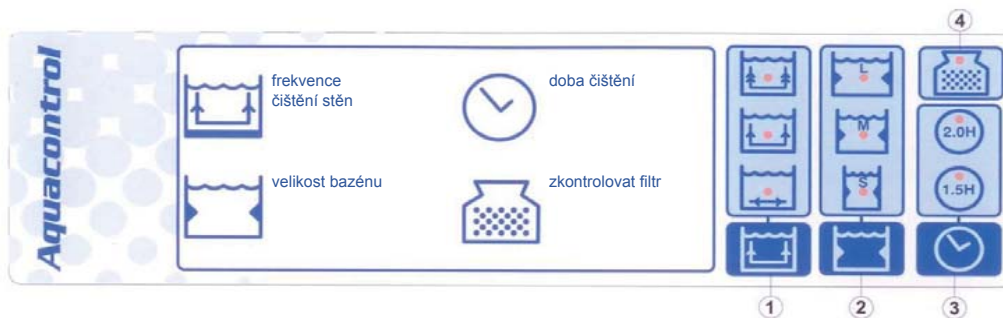 Aquacontrol
frekvence
čištění stěn
doba čištění
velikost bazénu
zkontrolovat filtr
L
M
S
2.0H
1.5H
4
1
2
3